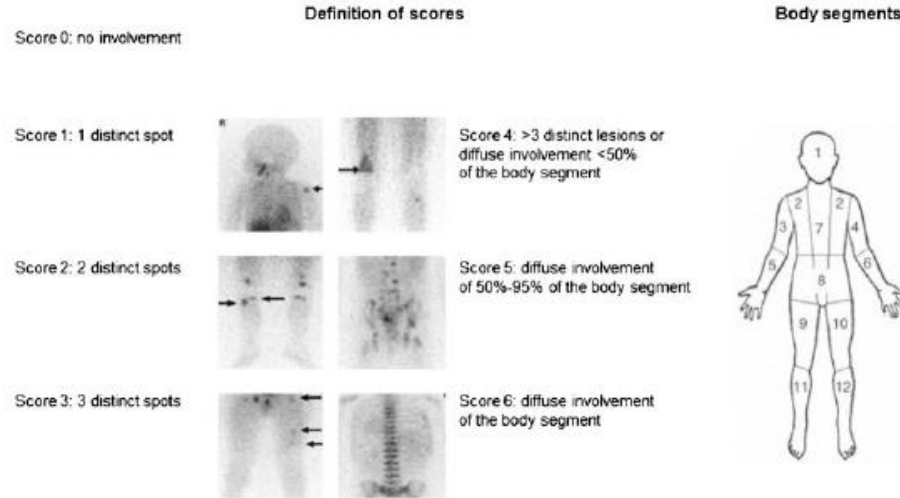 Definition of scores
Body segments
Score 0: no involvement
Score 1: 1 distinct spot
R
Score 4: >3 distinct lesions or
diffuse involvement <50%
of the body segment
Score 2: 2 distinct spots
Score 5: diffuse involvement
of 50%-95% of the body segment
Score 3: 3 distinct spots
Score 6: diffuse involvement
of the body segment
1
2 2
3 7 4
5 6
8
9 10
11 12